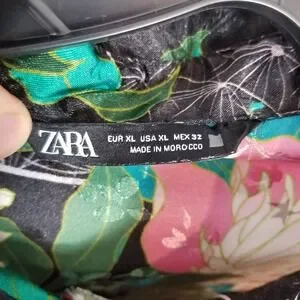 ZARA
EUR XL USA XL MEX 32
MADE IN MOROCCO